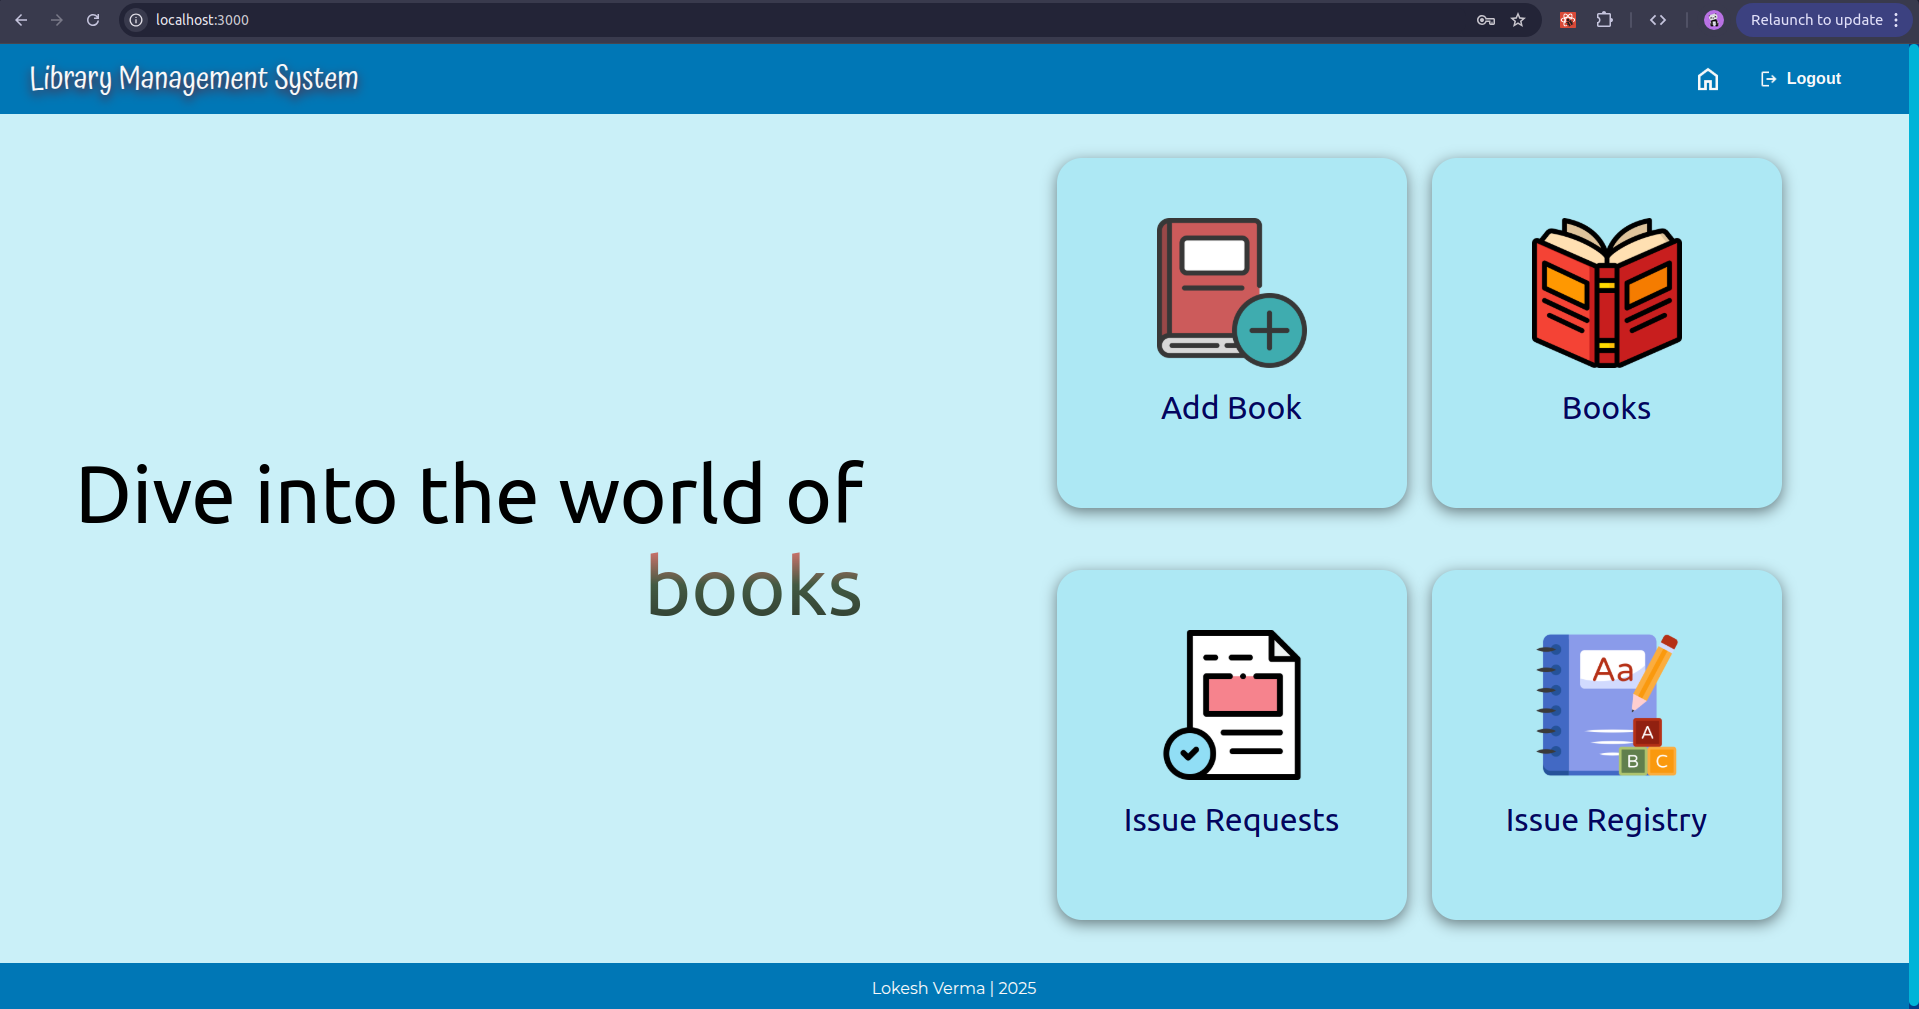 localhost:3000
Relaunch to update
Library Management System
Logout
Dive into the world of
books
Add Book
Books
Aa
A
B C
Issue Requests
Issue Registry
Lokesh Verma | 2025